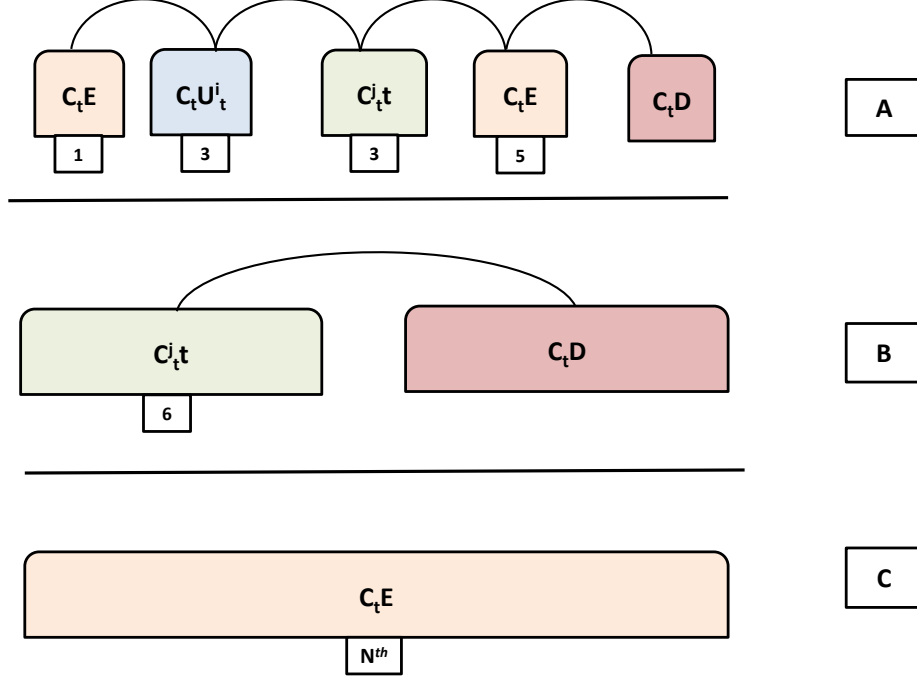 CₜE CₜUⁱₜ Cʲₜt CₜE CₜD A
1 3 3 5
Cʲₜt CₜD B
6
CₜE C
Nᵗʰ